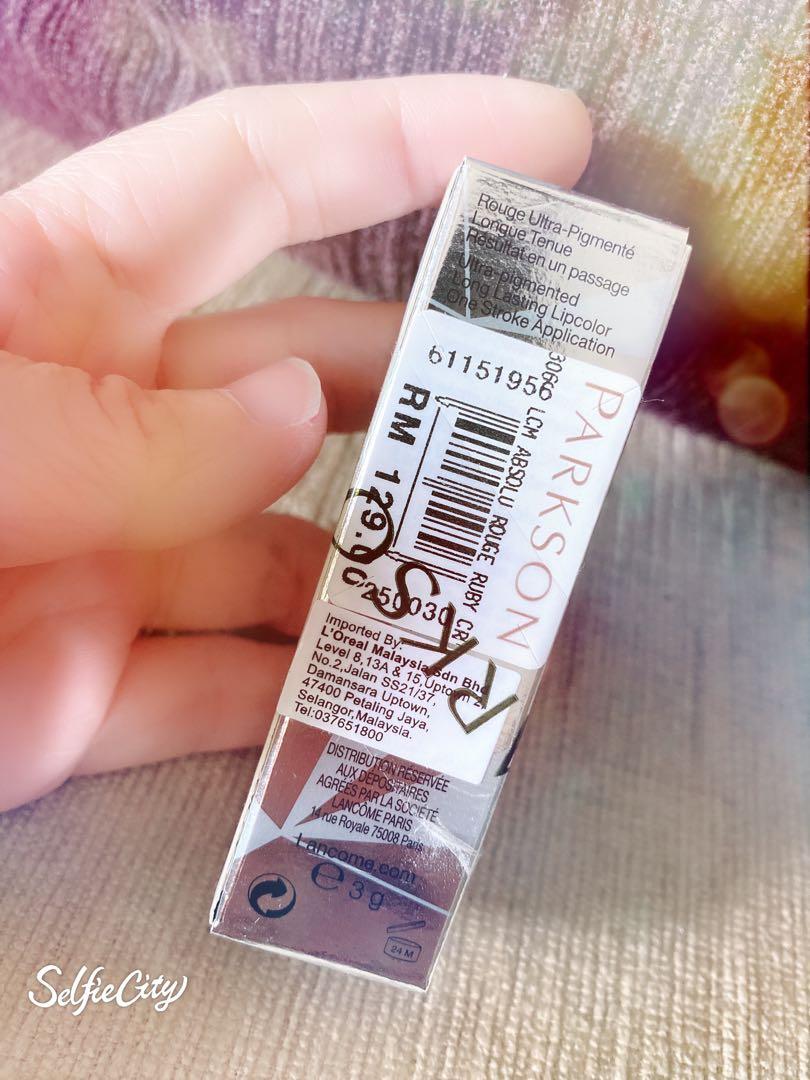 Rouge Ultra-Pigmenté
Longue Tenue
Résultat en un passage
Ultra-pigmented
Long Lasting Lipcolor
One Stroke Application
PARKSON
LCM ABSOLU ROUGE RUBY CR
61151956
RM 129.00
Imported By:
L'Oreal Malaysia Sdn Bhd
Level 8,13A & 15,Uptown 2,
No.2,Jalan SS21/37,
Damansara Uptown,
47400 Petaling Jaya,
Selangor,Malaysia.
Tel:037651800
DISTRIBUTION RÉSERVÉE
AUX DÉPOSITAIRES
AGRÉÉS PAR LA SOCIÉTÉ
LANCÔME PARIS
14 rue Royale 75008 Paris
Lancome.com
e 3 g
24 M
SelfieCity